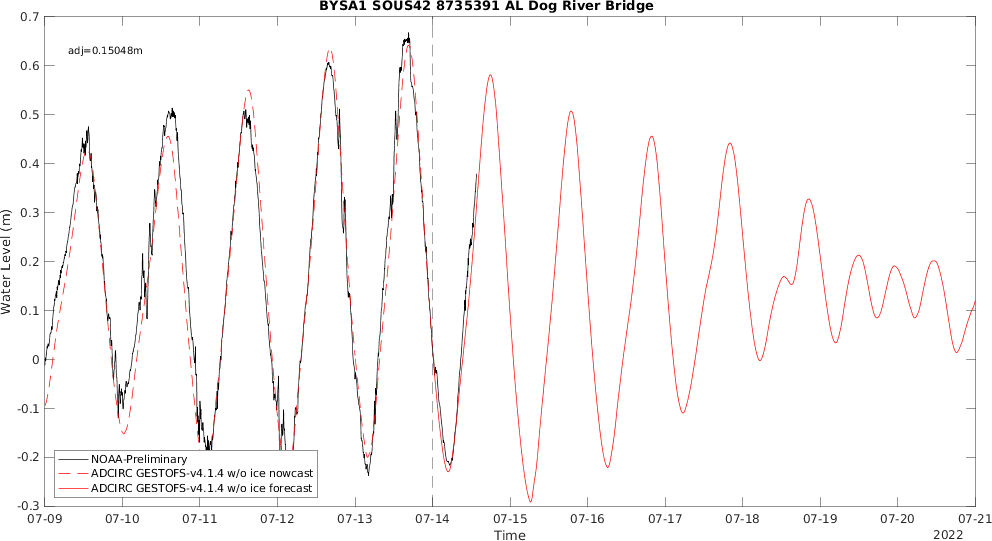 BYSA1 SOUS42 8735391 AL Dog River Bridge
adj=0.15048m
Water Level (m)
0.7
0.6
0.5
0.4
0.3
0.2
0.1
0
-0.1
-0.2
-0.3
NOAA-Preliminary
ADCIRC GESTOFS-v4.1.4 w/o ice nowcast
ADCIRC GESTOFS-v4.1.4 w/o ice forecast
07-09 07-10 07-11 07-12 07-13 07-14 07-15 07-16 07-17 07-18 07-19 07-20 07-21
Time
2022